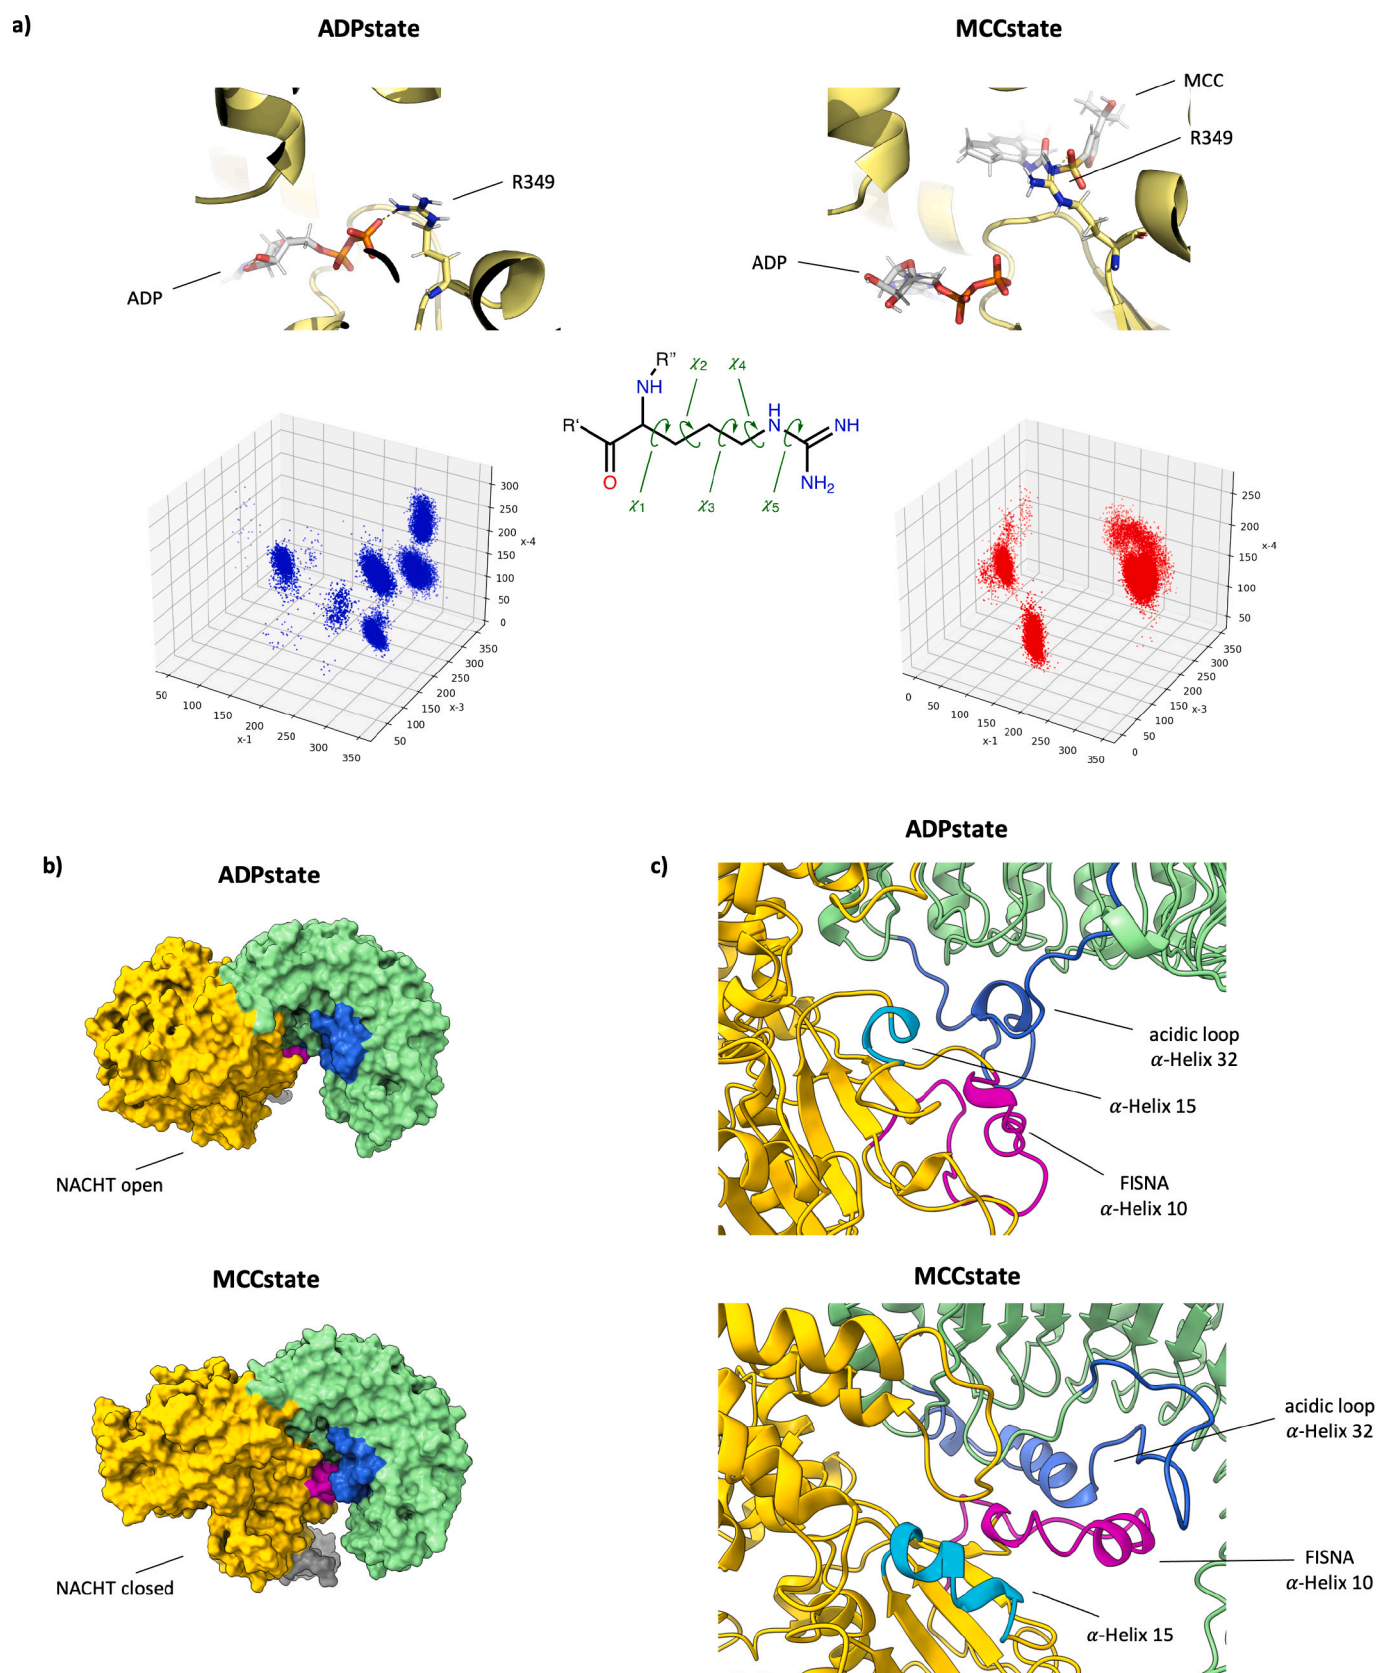 a)
ADPstate
MCCstate
R349
ADP
MCC
R349
ADP
R"
NH
R'
O
H
N
NH
NH2
χ1
χ2
χ3
χ4
χ5
300
250
200
150
100
50
0
x-4
350
300
250
200
150
100
50
x-3
50
100
150
200
250
300
350
x-1
250
200
150
100
50
x-4
350
300
250
200
150
100
50
0
x-3
0
50
100
150
200
250
300
350
x-1
b)
ADPstate
NACHT open
MCCstate
NACHT closed
c)
ADPstate
acidic loop
α-Helix 32
α-Helix 15
FISNA
α-Helix 10
MCCstate
acidic loop
α-Helix 32
FISNA
α-Helix 10
α-Helix 15